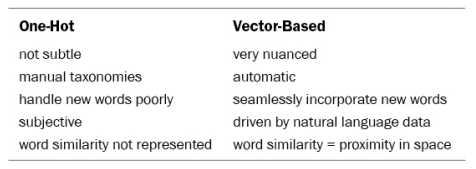 One-Hot Vector-Based
not subtle very nuanced
manual taxonomies automatic
handle new words poorly seamlessly incorporate new words
subjective driven by natural language data
word similarity not represented word similarity = proximity in space